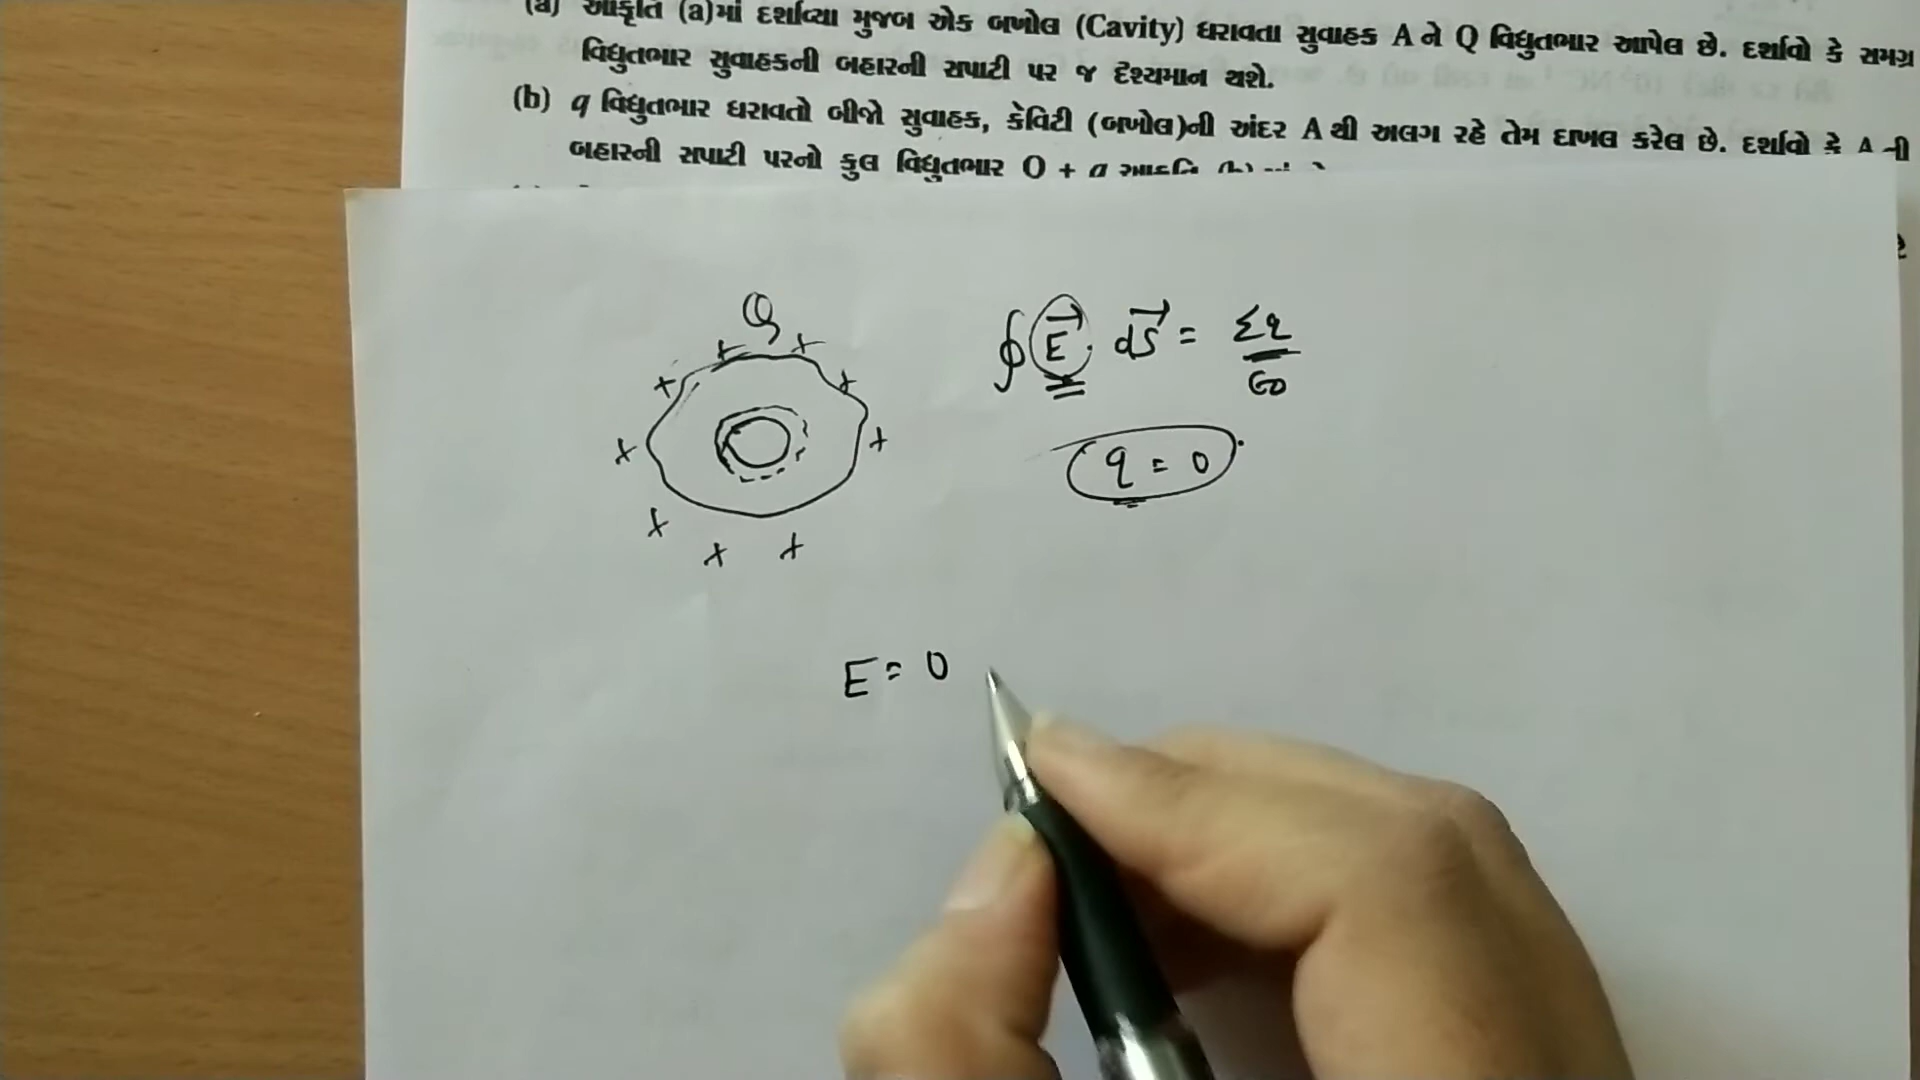 (a) આકૃતિ (a)માં દર્શાવ્યા મુજબ એક બખોલ (Cavity) ધરાવતા સુવાહક A ને Q વિદ્યુતભાર આપેલ છે. દર્શાવો કે સમગ્ર
વિદ્યુતભાર સુવાહકની બહારની સપાટી પર જ દૃશ્યમાન થશે.
(b) q વિદ્યુતભાર ધરાવતો બીજો સુવાહક, કેવિટી (બખોલ)ની અંદર A થી અલગ રહે તેમ દાખલ કરેલ છે. દર્શાવો કે A ની
બહારની સપાટી પરનો કુલ વિદ્યુતભાર Q + q
Q
+ + + + + + + + +
∮ E⃗ . dS⃗ = Σq / ε0
q = 0
E = 0